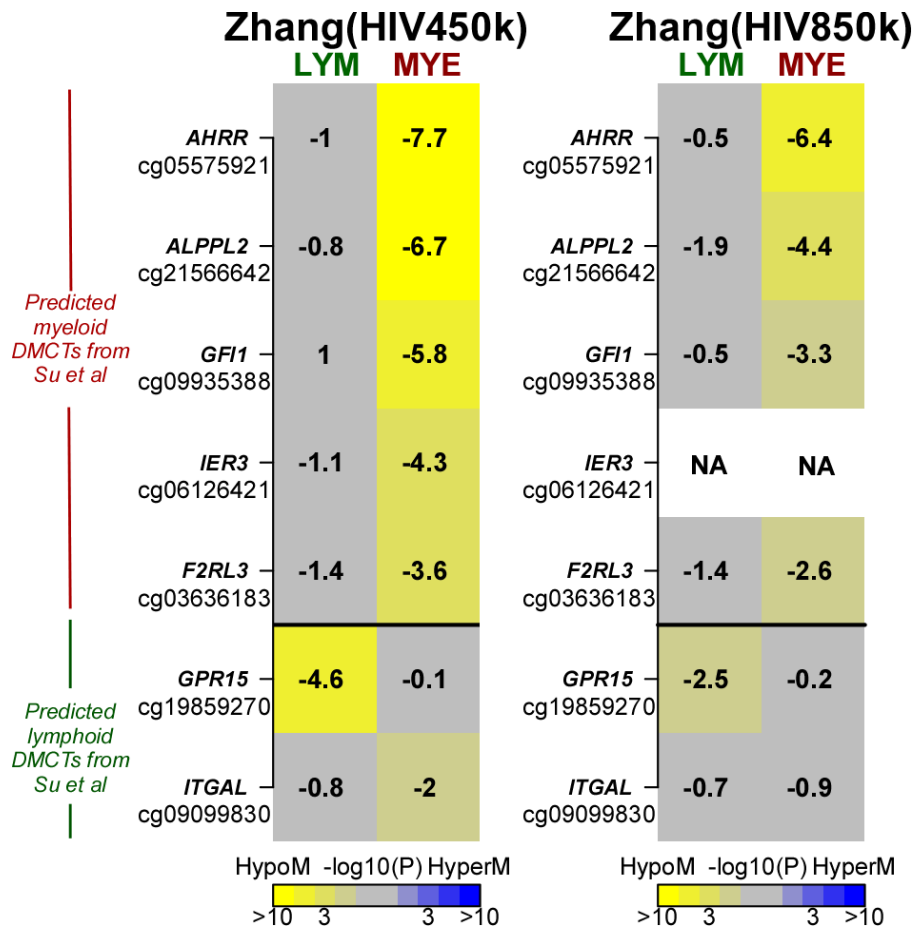 Zhang(HIV450k)
LYM MYE
Predicted
myeloid
DMCTs from
Su et al
Predicted
lymphoid
DMCTs from
Su et al
AHRR
cg05575921
-1 -7.7
ALPPL2
cg21566642
-0.8 -6.7
GFI1
cg09935388
1 -5.8
IER3
cg06126421
-1.1 -4.3
F2RL3
cg03636183
-1.4 -3.6
GPR15
cg19859270
-4.6 -0.1
ITGAL
cg09099830
-0.8 -2
HypoM -log10(P) HyperM
>10 3 3 >10
Zhang(HIV850k)
LYM MYE
AHRR
cg05575921
-0.5 -6.4
ALPPL2
cg21566642
-1.9 -4.4
GFI1
cg09935388
-0.5 -3.3
IER3
cg06126421
NA NA
F2RL3
cg03636183
-1.4 -2.6
GPR15
cg19859270
-2.5 -0.2
ITGAL
cg09099830
-0.7 -0.9
HypoM -log10(P) HyperM
>10 3 3 >10